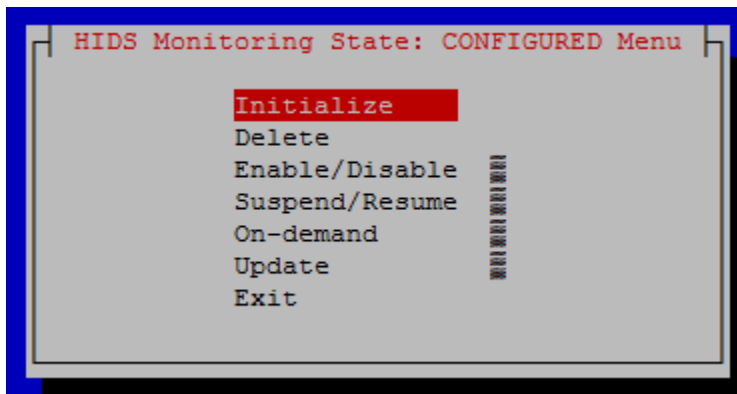 HIDS Monitoring State: CONFIGURED Menu
Initialize
Delete
Enable/Disable
Suspend/Resume
On-demand
Update
Exit